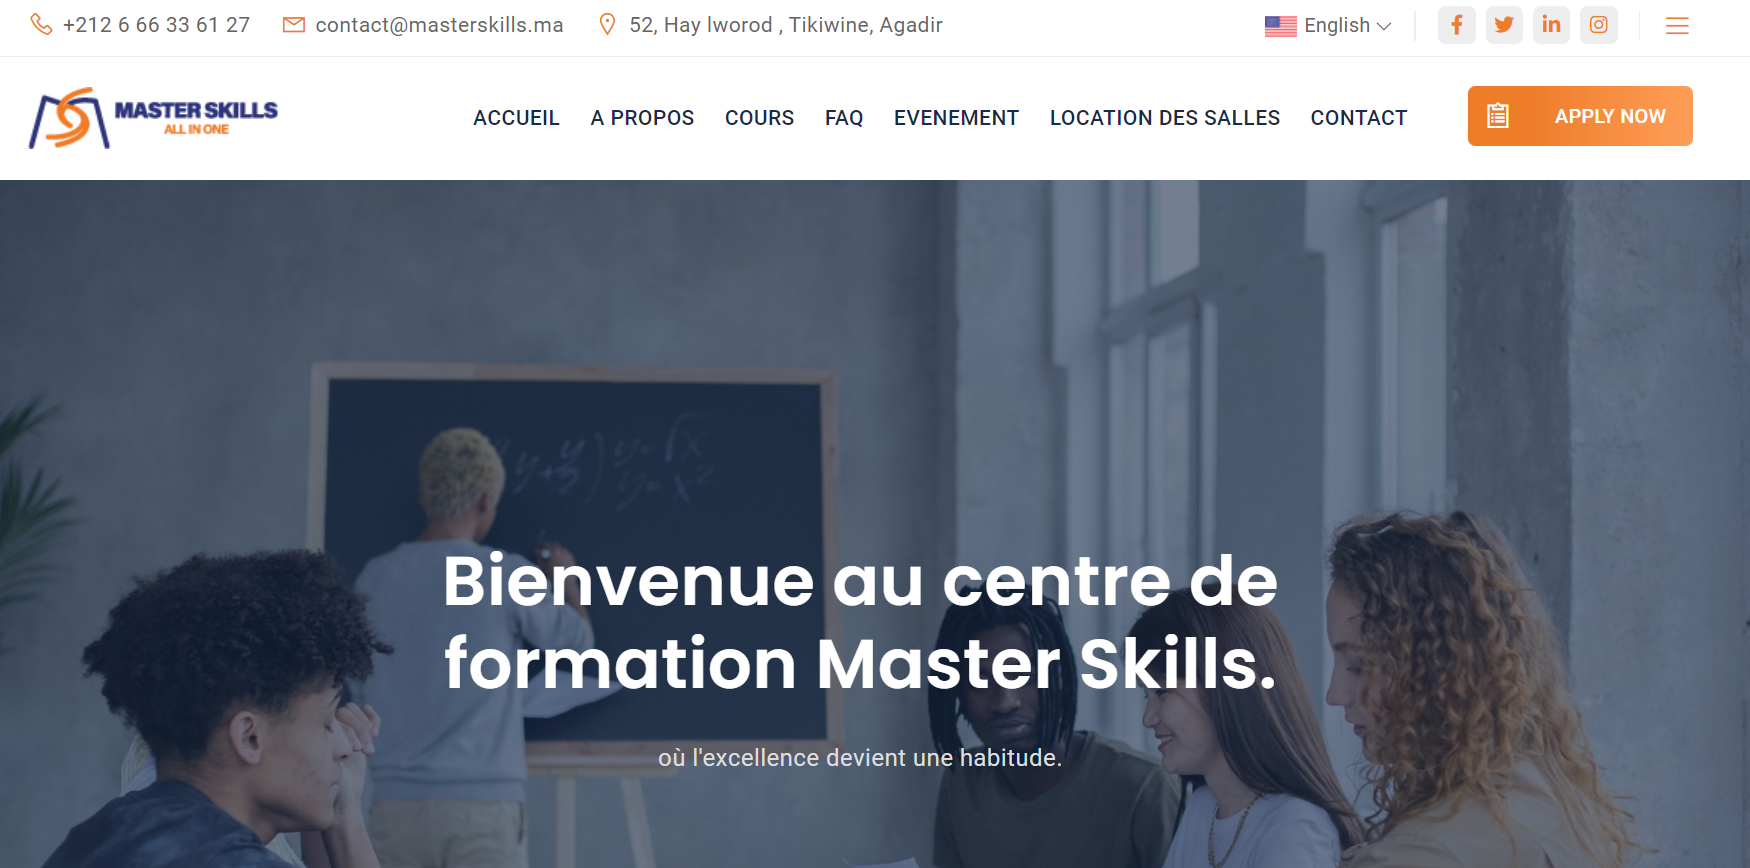 +212 6 66 33 61 27 contact@masterskills.ma 52, Hay lworod , Tikiwine, Agadir English
MASTER SKILLS
ALL IN ONE
ACCUEIL A PROPOS COURS FAQ EVENEMENT LOCATION DES SALLES CONTACT APPLY NOW
Bienvenue au centre de
formation Master Skills.
où l'excellence devient une habitude.